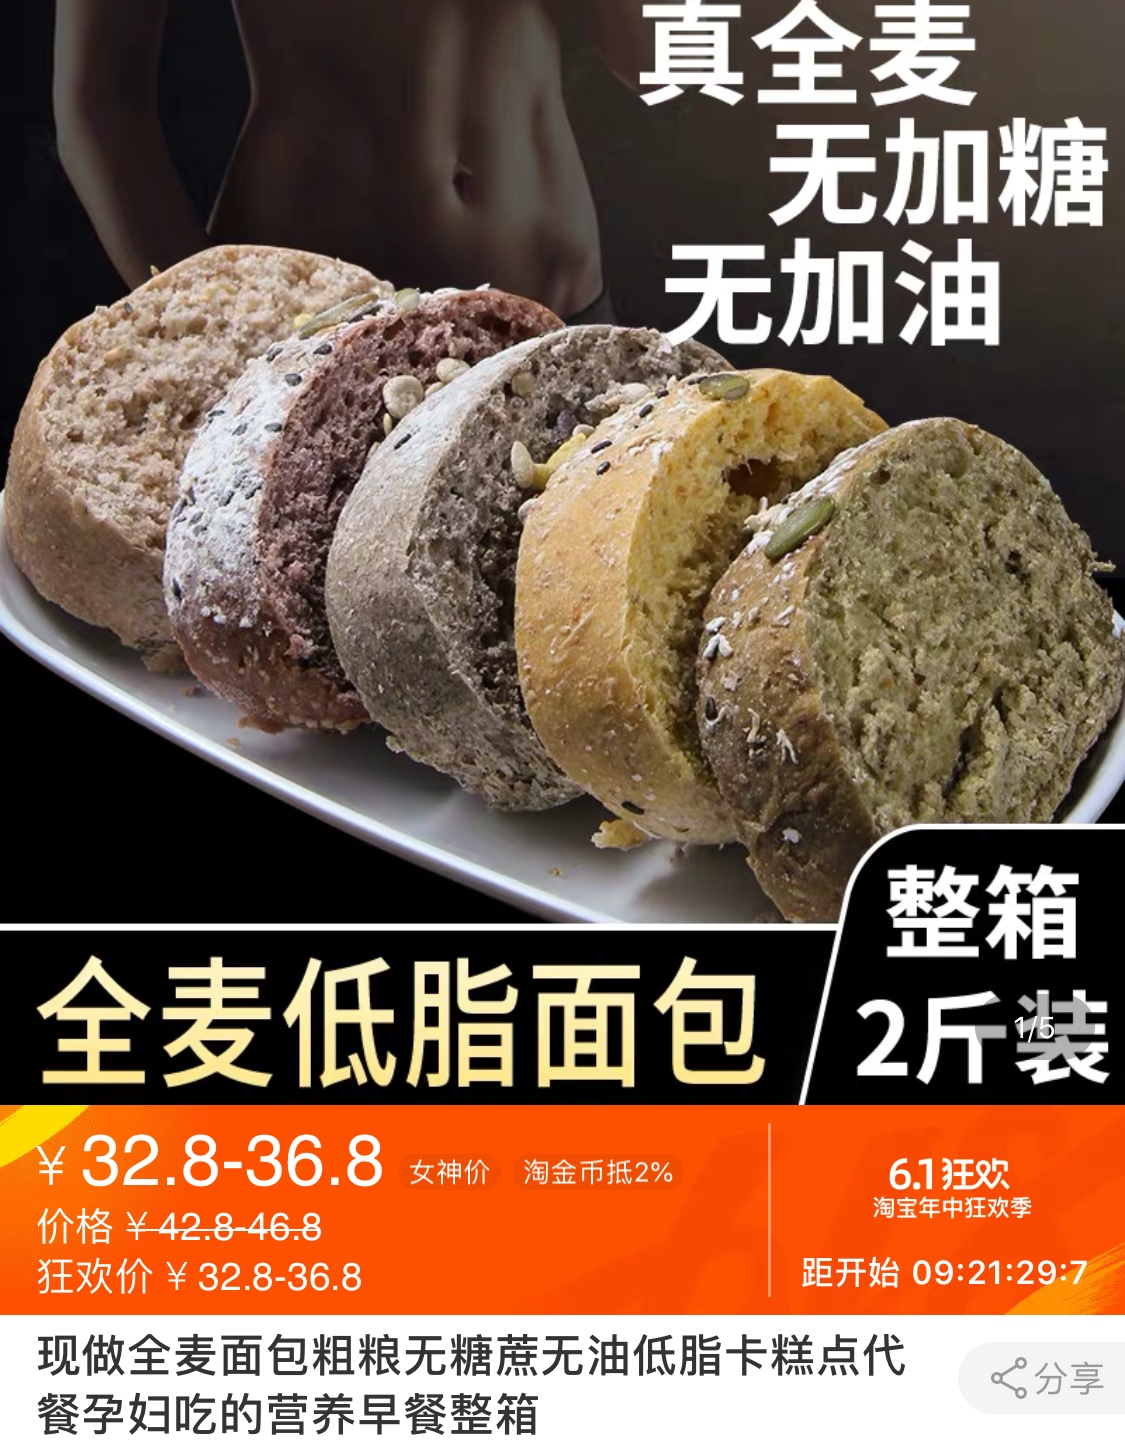 真全麦
无加糖
无加油
整箱
2斤装
1/5
全麦低脂面包
¥ 32.8-36.8 女神价 淘金币抵2%
价格 ¥ 42.8-46.8
狂欢价 ¥ 32.8-36.8
6.1狂欢
淘宝年中狂欢季
距开始 09:21:29:7
现做全麦面包粗粮无糖蔗无油低脂卡糕点代
餐孕妇吃的营养早餐整箱
分享